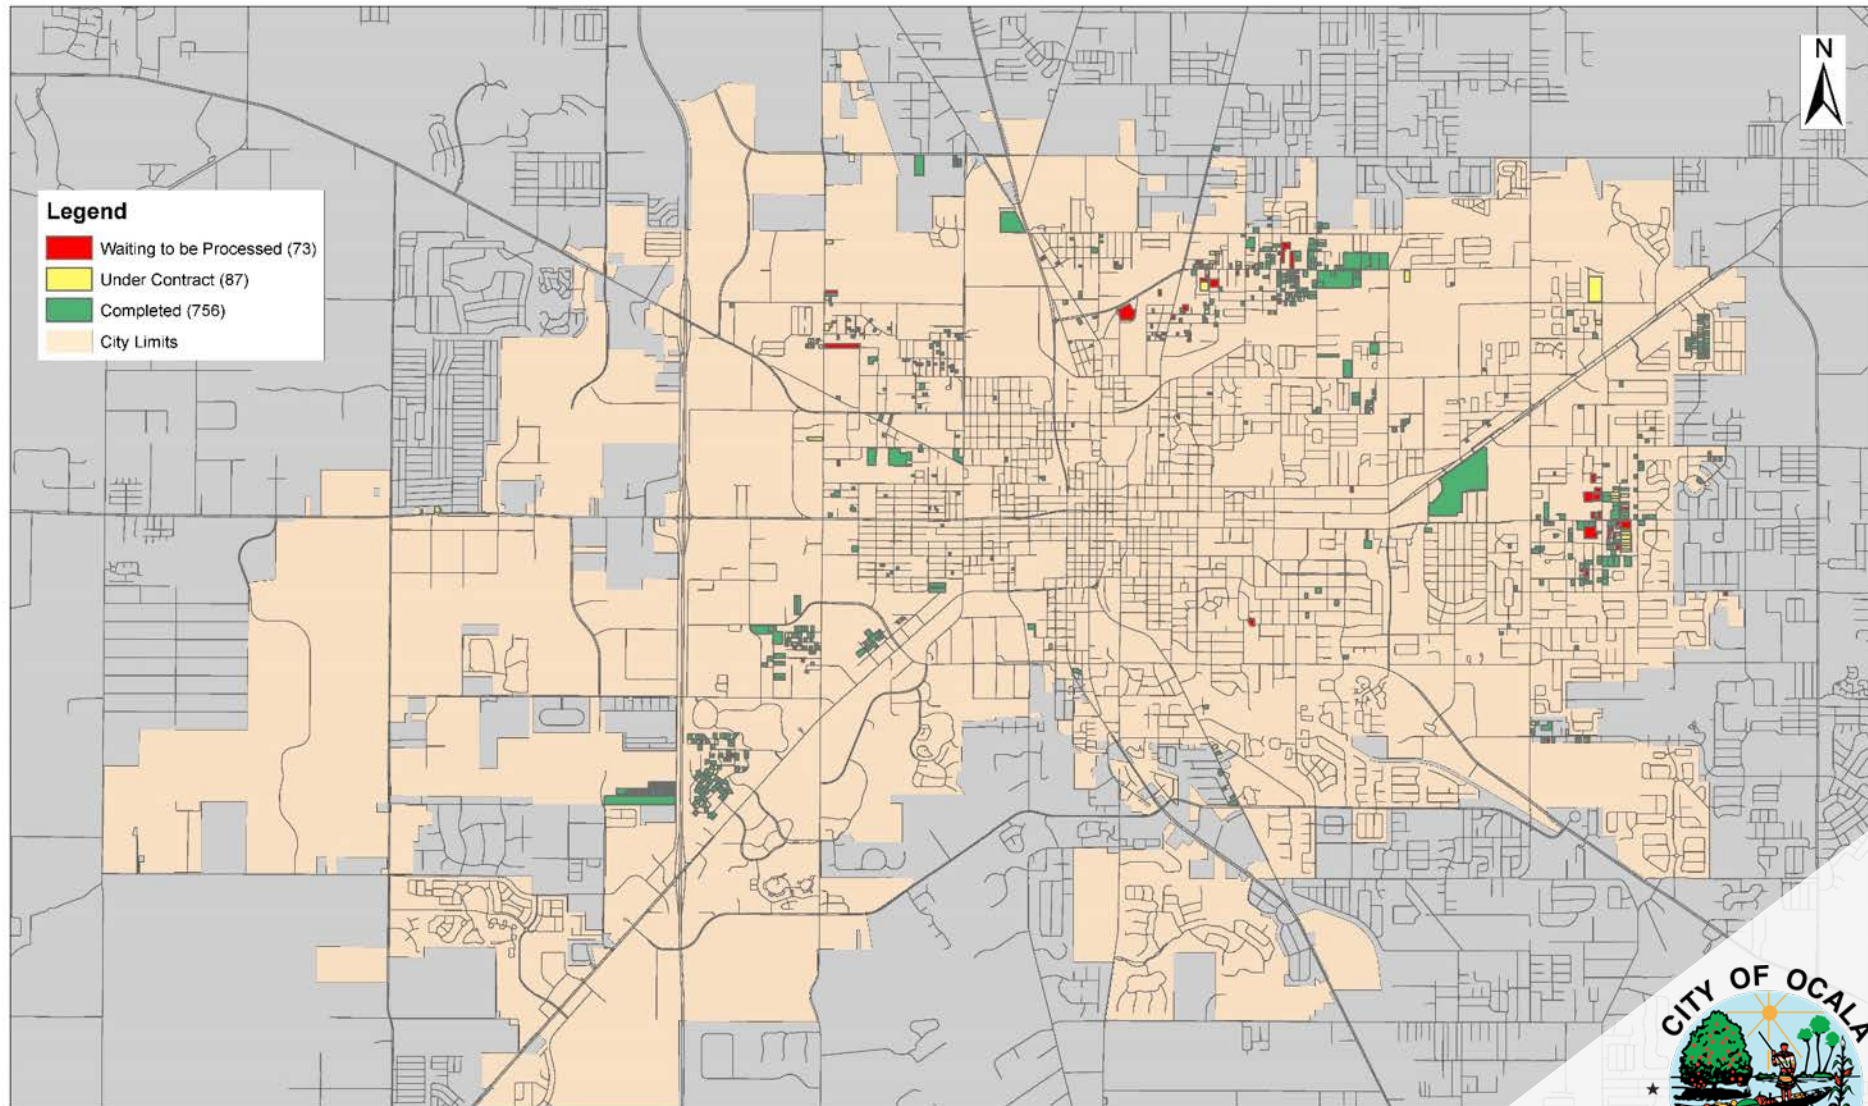 N
Legend
Waiting to be Processed (73)
Under Contract (87)
Completed (756)
City Limits
CITY OF OCALA